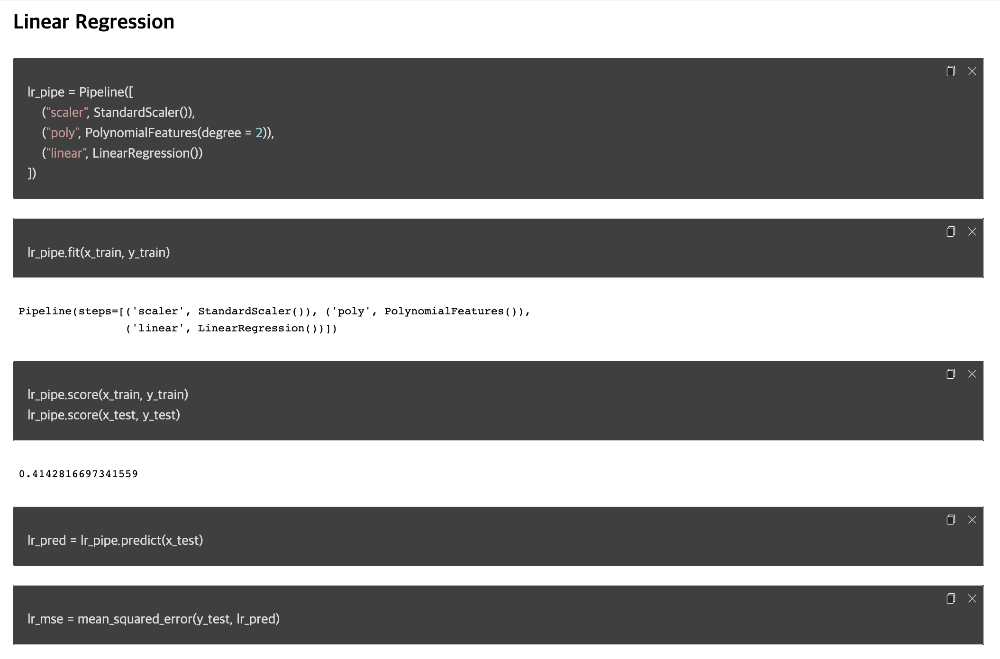 Linear Regression
lr_pipe = Pipeline([
("scaler", StandardScaler()),
("poly", PolynomialFeatures(degree = 2)),
("linear", LinearRegression())
])
lr_pipe.fit(x_train, y_train)
Pipeline(steps=[('scaler', StandardScaler()), ('poly', PolynomialFeatures()),
('linear', LinearRegression())])
lr_pipe.score(x_train, y_train)
lr_pipe.score(x_test, y_test)
0.4142816697341559
lr_pred = lr_pipe.predict(x_test)
lr_mse = mean_squared_error(y_test, lr_pred)